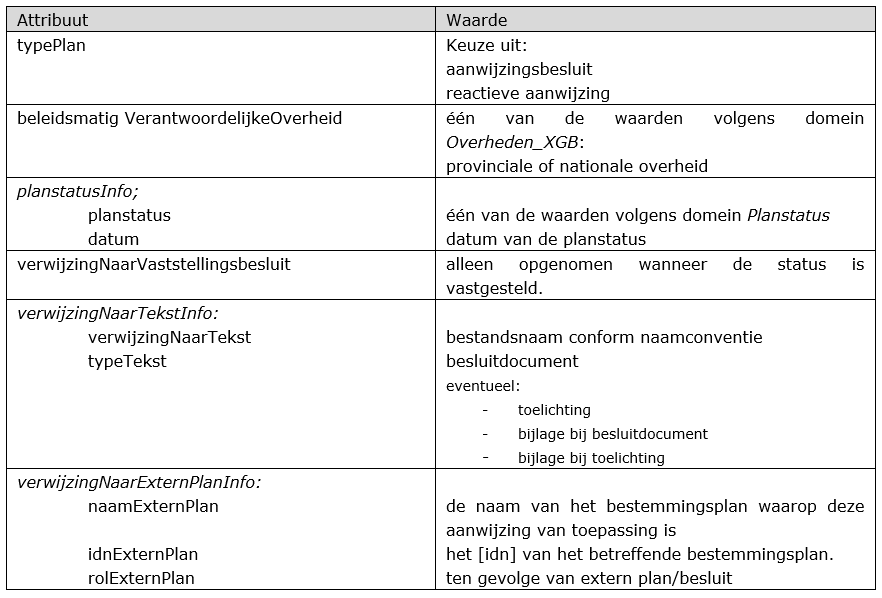 Attribuut Waarde
typePlan Keuze uit:
aanwijzingsbesluit
reactieve aanwijzing
beleidsmatig VerantwoordelijkeOverheid één van de waarden volgens domein
Overheden_XGB:
provinciale of nationale overheid
planstatusInfo;
planstatus één van de waarden volgens domein Planstatus
datum datum van de planstatus
verwijzingNaarVaststellingsbesluit alleen opgenomen wanneer de status is
vastgesteld.
verwijzingNaarTekstInfo:
verwijzingNaarTekst bestandsnaam conform naamconventie
typeTekst besluitdocument
eventueel:
- toelichting
- bijlage bij besluitdocument
- bijlage bij toelichting
verwijzingNaarExternPlanInfo:
naamExternPlan de naam van het bestemmingsplan waarop deze
aanwijzing van toepassing is
idnExternPlan het [idn] van het betreffende bestemmingsplan.
rolExternPlan ten gevolge van extern plan/besluit